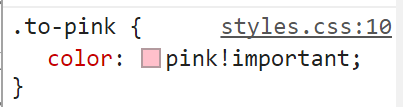 .to-pink { styles.css:10
color: pink!important;
}